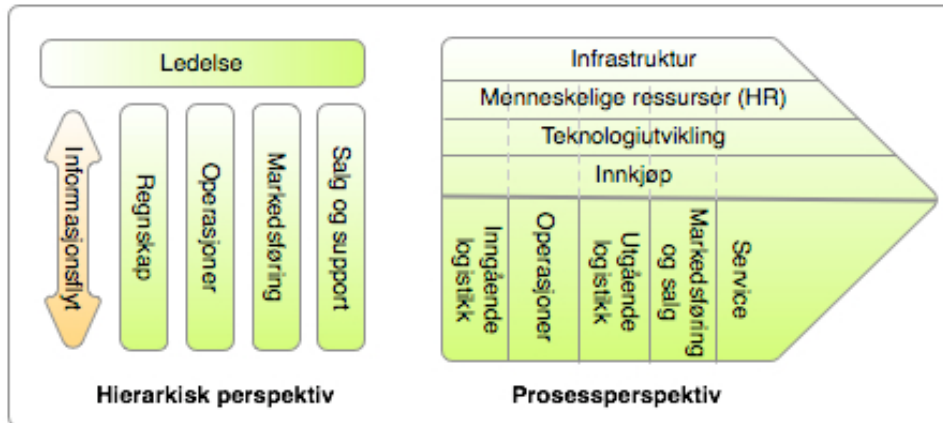 Ledelse
Informasjonsflyt
Regnskap
Operasjoner
Markedsføring
Salg og support
Hierarkisk perspektiv
Infrastruktur
Menneskelige ressurser (HR)
Teknologiutvikling
Innkjøp
Inngående
logistikk
Operasjoner
Utgående
logistikk
Markedsføring
og salg
Service
Prosessperspektiv